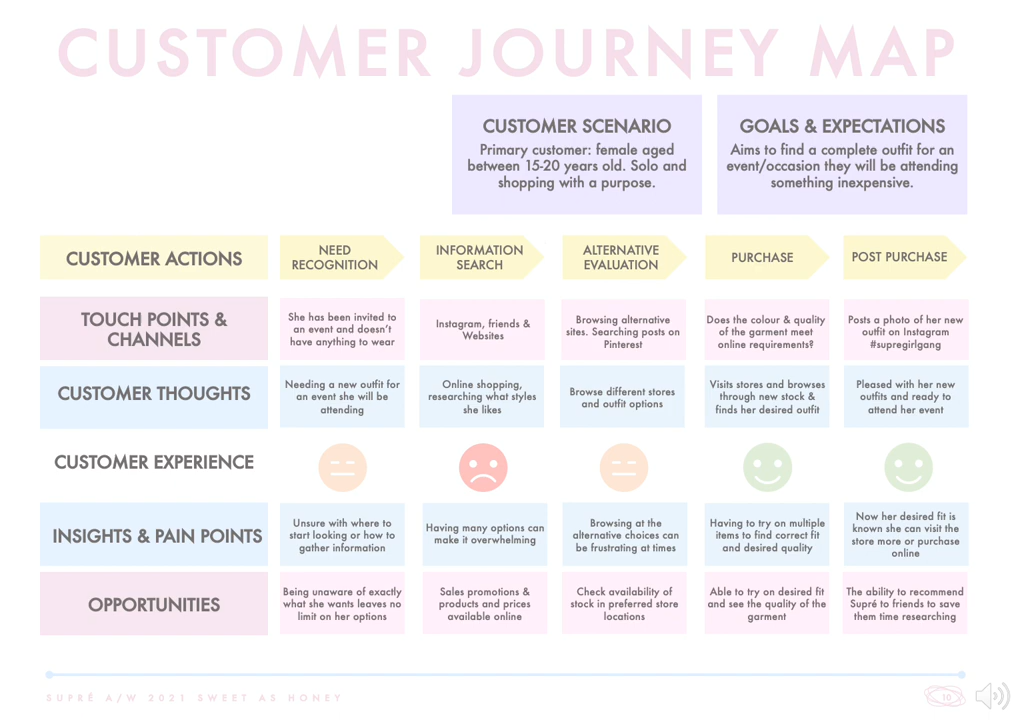 CUSTOMER JOURNEY MAP
CUSTOMER SCENARIO
Primary customer: female aged
between 15-20 years old. Solo and
shopping with a purpose.
GOALS & EXPECTATIONS
Aims to find a complete outfit for an
event/occasion they will be attending
something inexpensive.
CUSTOMER ACTIONS
NEED
RECOGNITION
INFORMATION
SEARCH
ALTERNATIVE
EVALUATION
PURCHASE
POST PURCHASE
TOUCH POINTS &
CHANNELS
She has been invited to
an event and doesn't
have anything to wear
Instagram, friends &
Websites
Browsing alternative
sites. Searching posts on
Pinterest
Does the colour & quality
of the garment meet
online requirements?
Posts a photo of her new
outfit on Instagram
#supregirlgang
CUSTOMER THOUGHTS
Needing a new outfit for
an event she will be
attending
Online shopping,
researching what styles
she likes
Browse different stores
and outfit options
Visits stores and browses
through new stock &
finds her desired outfit
Pleased with her new
outfits and ready to
attend her event
CUSTOMER EXPERIENCE
INSIGHTS & PAIN POINTS
Unsure with where to
start looking or how to
gather information
Having many options can
make it overwhelming
Browsing at the
alternative choices can
be frustrating at times
Having to try on multiple
items to find correct fit
and desired quality
Now her desired fit is
known she can visit the
store more or purchase
online
OPPORTUNITIES
Being unaware of exactly
what she wants leaves no
limit on her options
Sales promotions &
products and prices
available online
Check availability of
stock in preferred store
locations
Able to try on desired fit
and see the quality of the
garment
The ability to recommend
Supré to friends to save
them time researching
SUPRÉ A/W 2021 SWEET AS HONEY
10